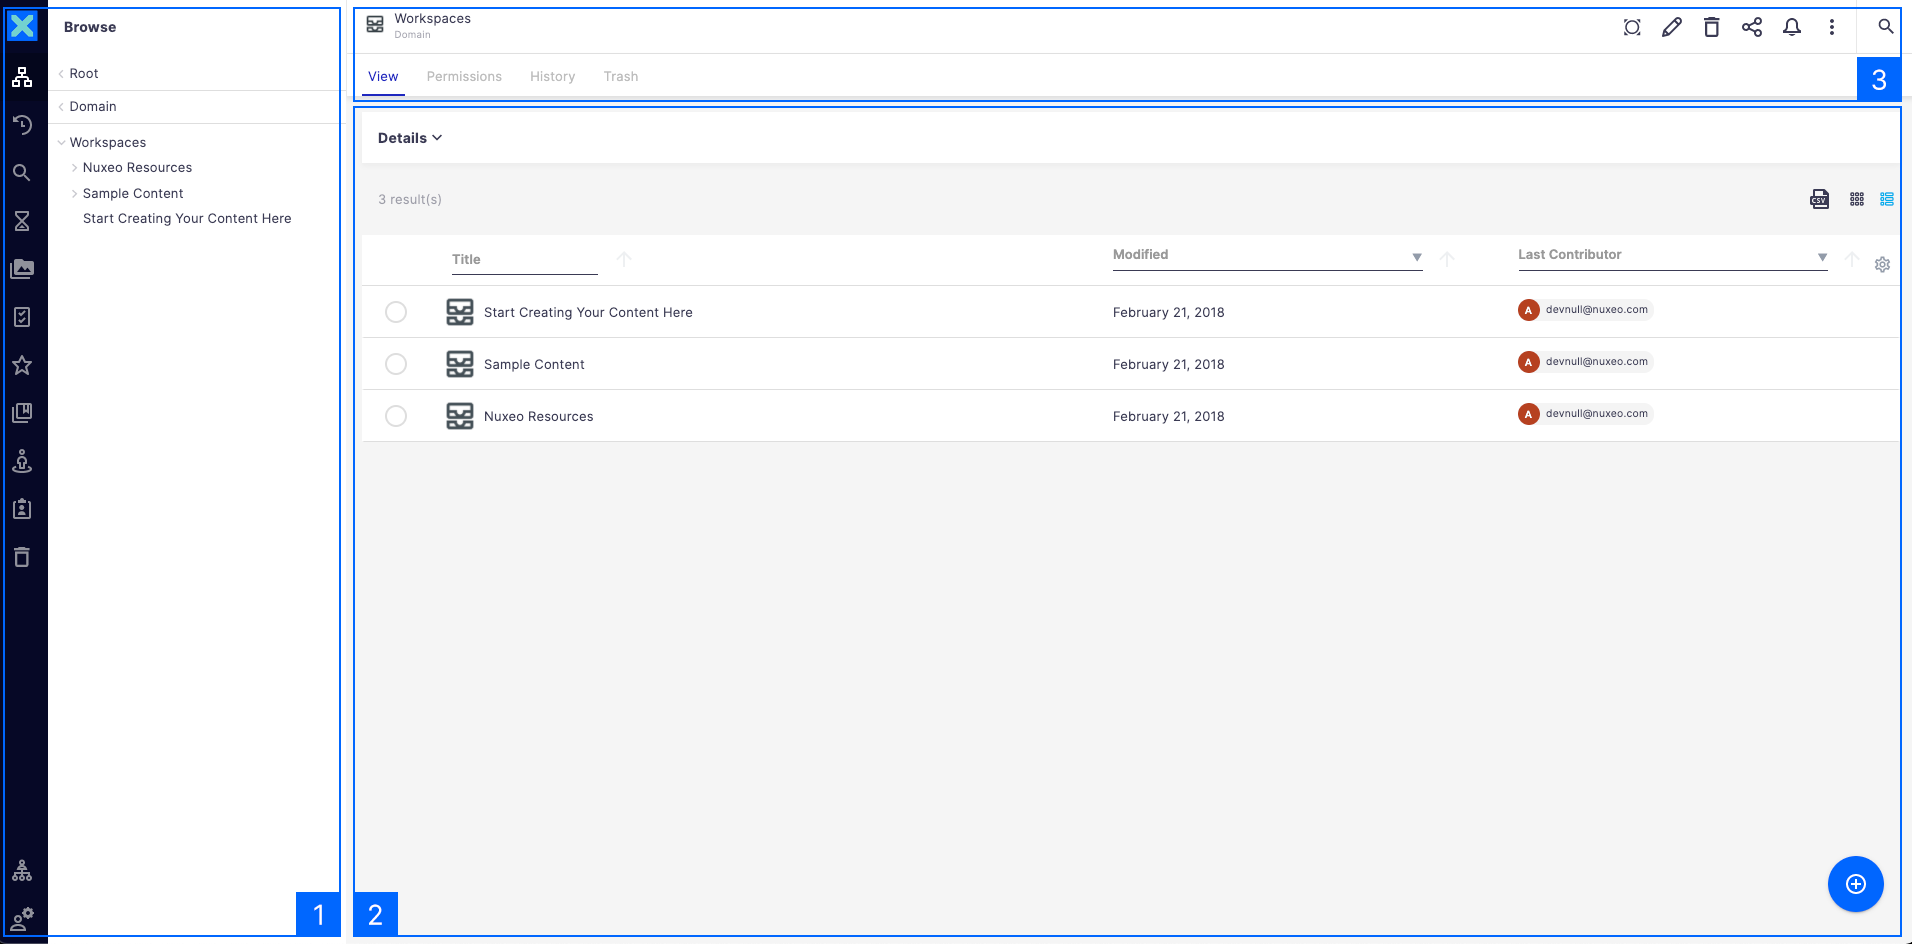 Browse
Root
Domain
Workspaces
Nuxeo Resources
Sample Content
Start Creating Your Content Here
1
Workspaces
Domain
View Permissions History Trash
3
Details
3 result(s)
CSV
Title Modified Last Contributor
Start Creating Your Content Here February 21, 2018 A devnull@nuxeo.com
Sample Content February 21, 2018 A devnull@nuxeo.com
Nuxeo Resources February 21, 2018 A devnull@nuxeo.com
2